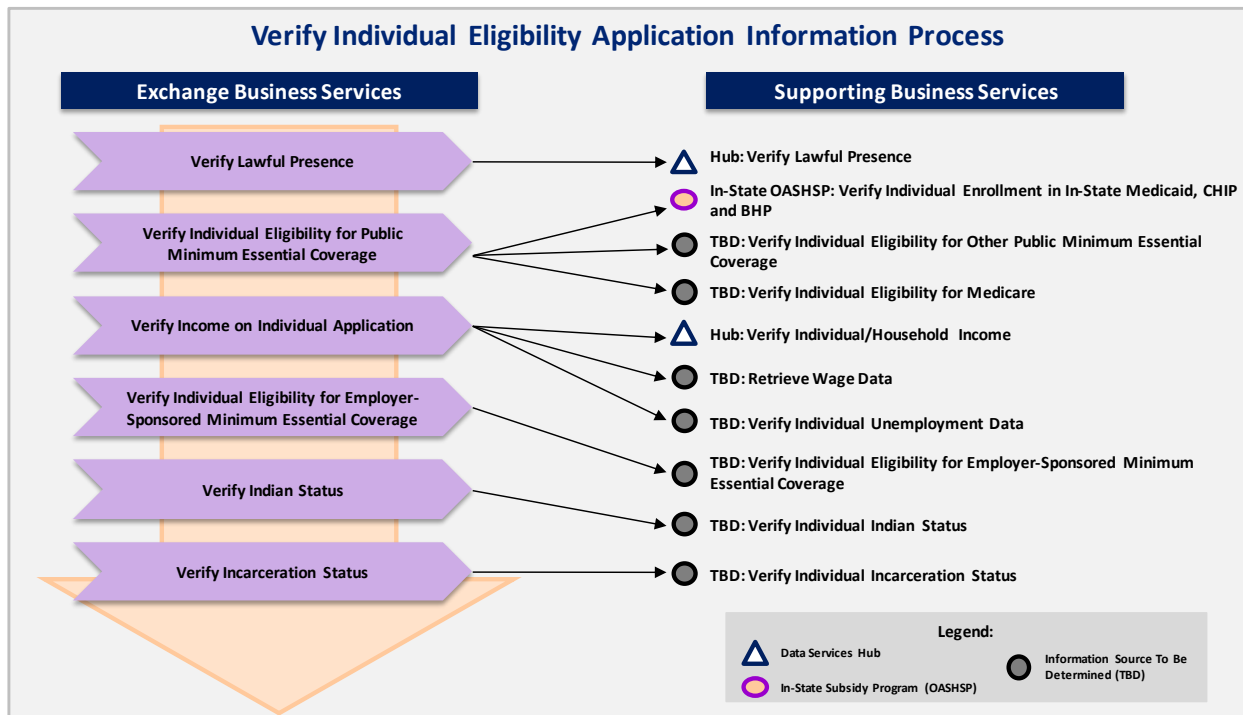 Verify Individual Eligibility Application Information Process
Exchange Business Services
Supporting Business Services
Verify Lawful Presence
Verify Individual Eligibility for Public
Minimum Essential Coverage
Verify Income on Individual Application
Verify Individual Eligibility for Employer-
Sponsored Minimum Essential Coverage
Verify Indian Status
Verify Incarceration Status
Hub: Verify Lawful Presence
In-State OASHSP: Verify Individual Enrollment in In-State Medicaid, CHIP
and BHP
TBD: Verify Individual Eligibility for Other Public Minimum Essential
Coverage
TBD: Verify Individual Eligibility for Medicare
Hub: Verify Individual/Household Income
TBD: Retrieve Wage Data
TBD: Verify Individual Unemployment Data
TBD: Verify Individual Eligibility for Employer-Sponsored Minimum
Essential Coverage
TBD: Verify Individual Indian Status
TBD: Verify Individual Incarceration Status
Legend:
Data Services Hub
In-State Subsidy Program (OASHSP)
Information Source To Be
Determined (TBD)